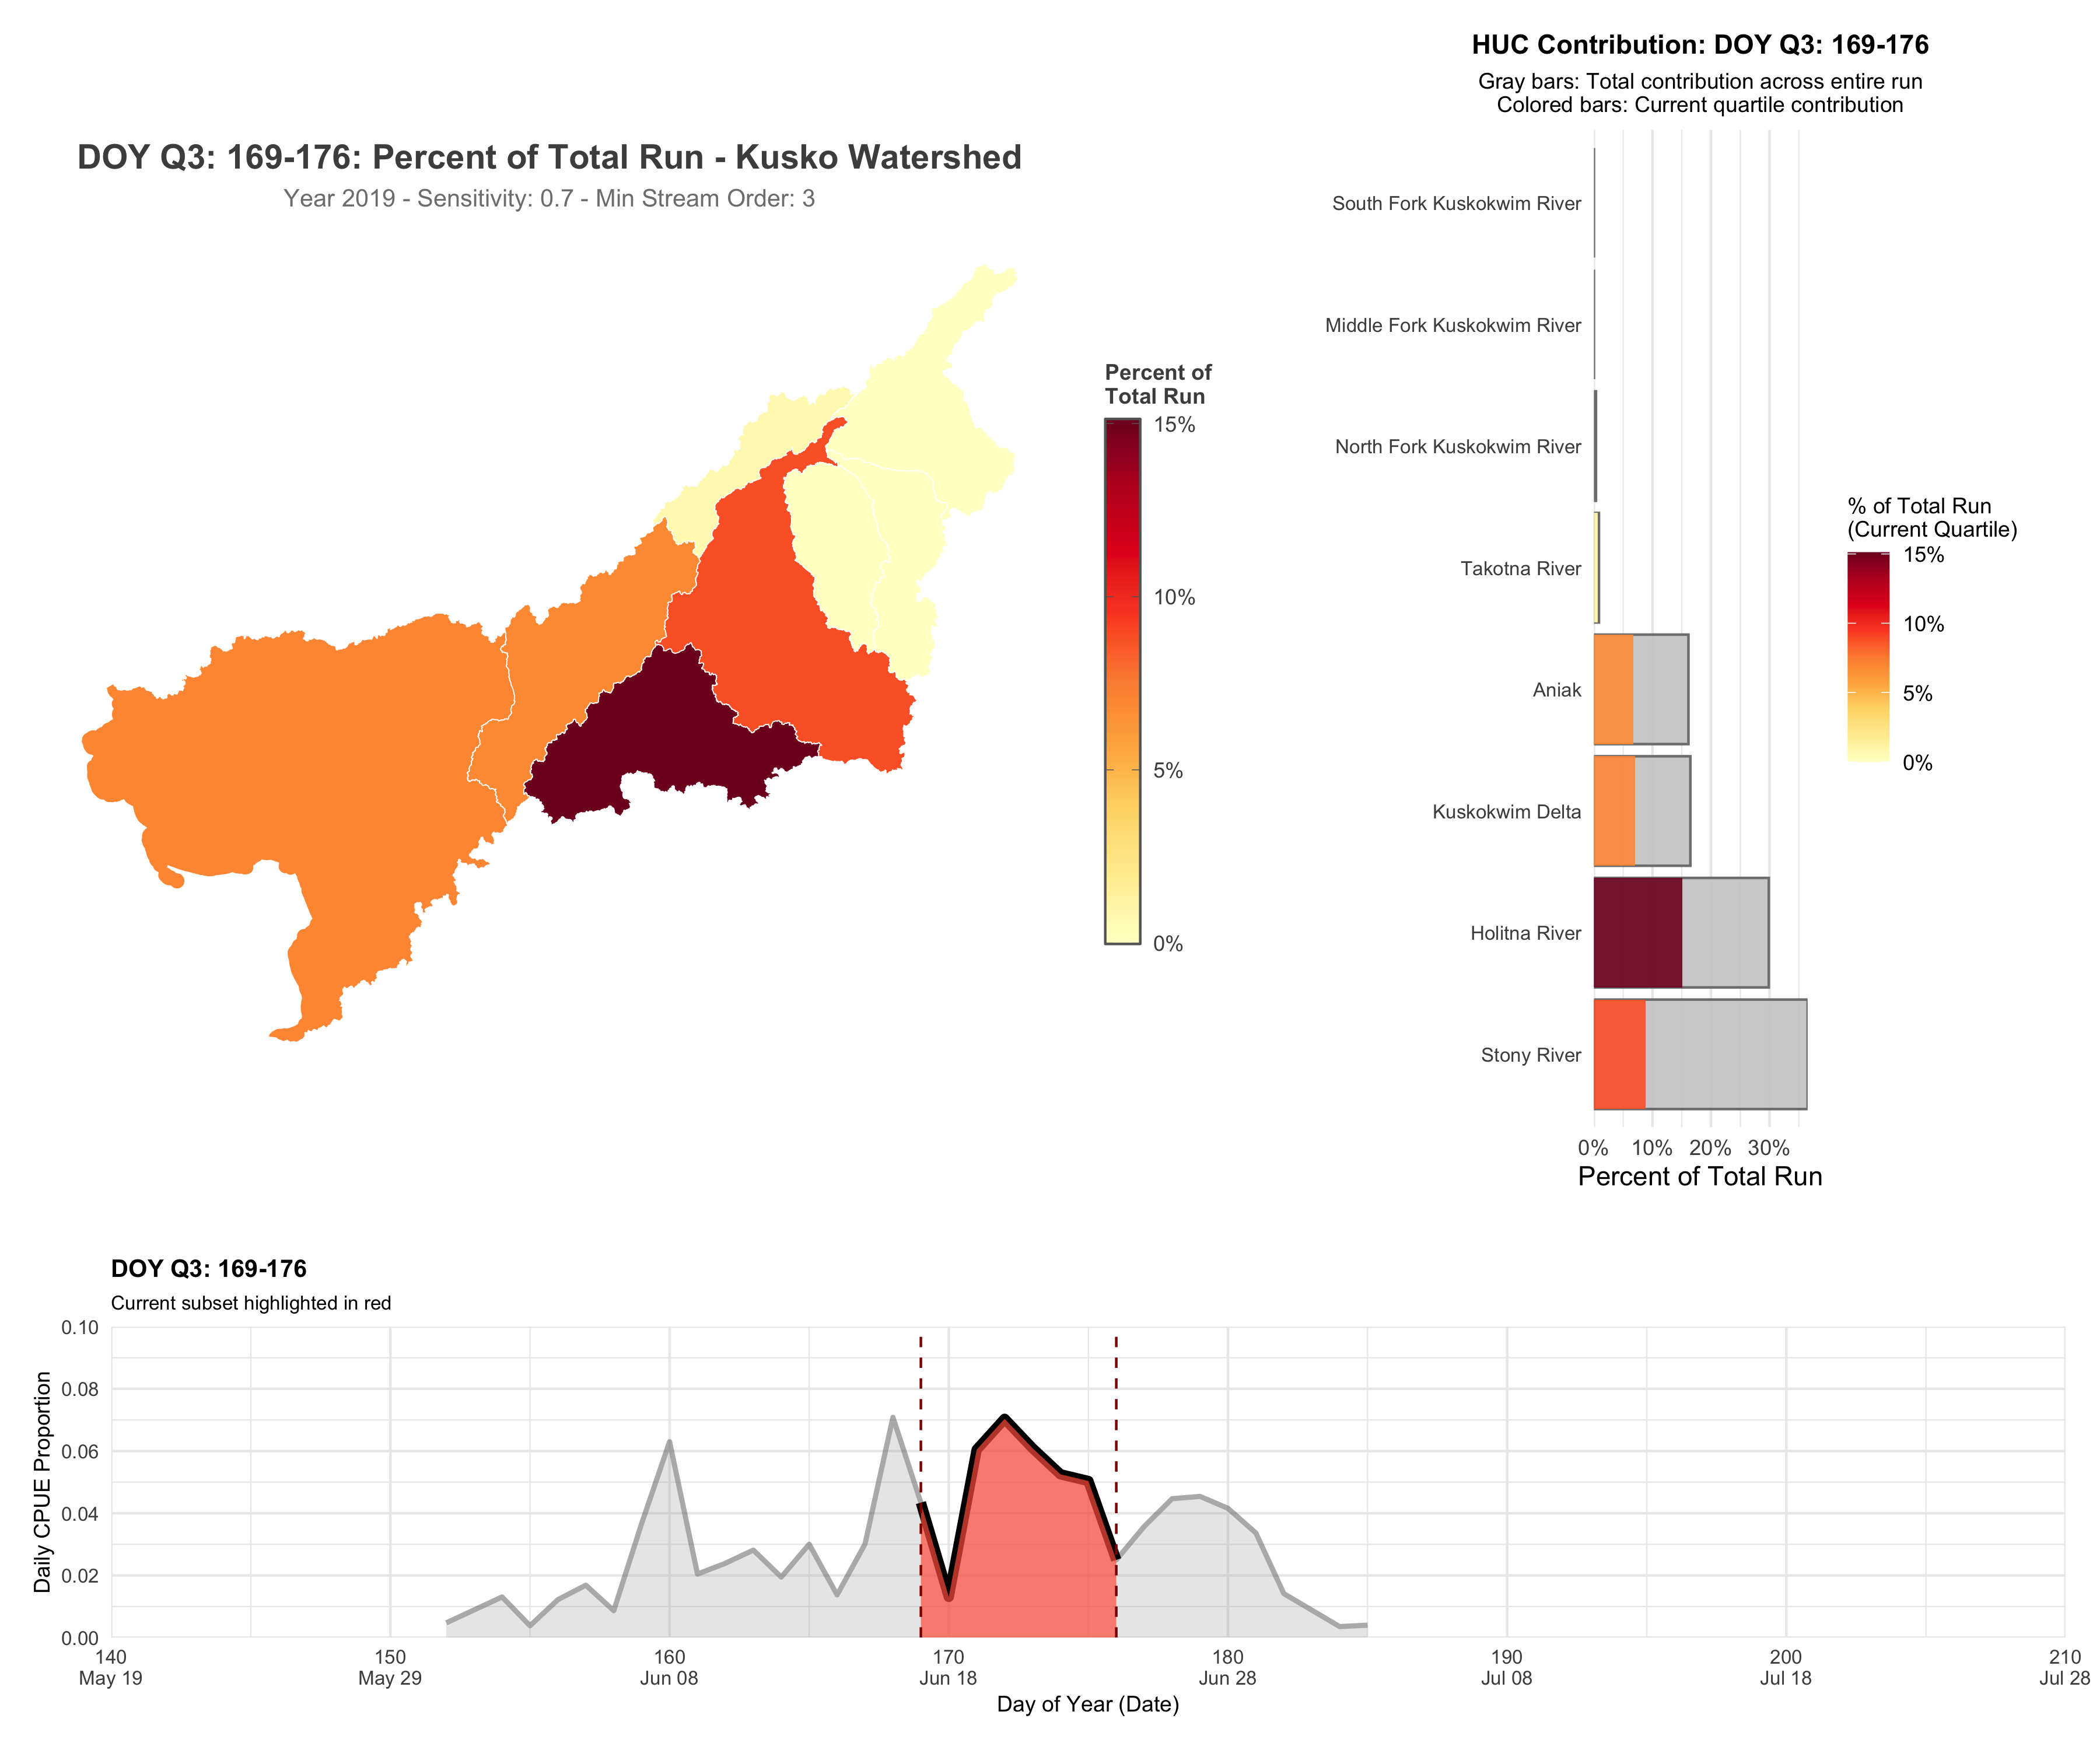 DOY Q3: 169-176: Percent of Total Run - Kusko Watershed
Year 2019 - Sensitivity: 0.7 - Min Stream Order: 3
Percent of
Total Run
15%
10%
5%
0%
HUC Contribution: DOY Q3: 169-176
Gray bars: Total contribution across entire run
Colored bars: Current quartile contribution
South Fork Kuskokwim River
Middle Fork Kuskokwim River
North Fork Kuskokwim River
Takotna River
Aniak
Kuskokwim Delta
Holitna River
Stony River
0% 10% 20% 30%
Percent of Total Run
% of Total Run
(Current Quartile)
15%
10%
5%
0%
DOY Q3: 169-176
Current subset highlighted in red
Daily CPUE Proportion
0.10
0.08
0.06
0.04
0.02
0.00
140 150 160 170 180 190 200 210
May 19 May 29 Jun 08 Jun 18 Jun 28 Jul 08 Jul 18 Jul 28
Day of Year (Date)